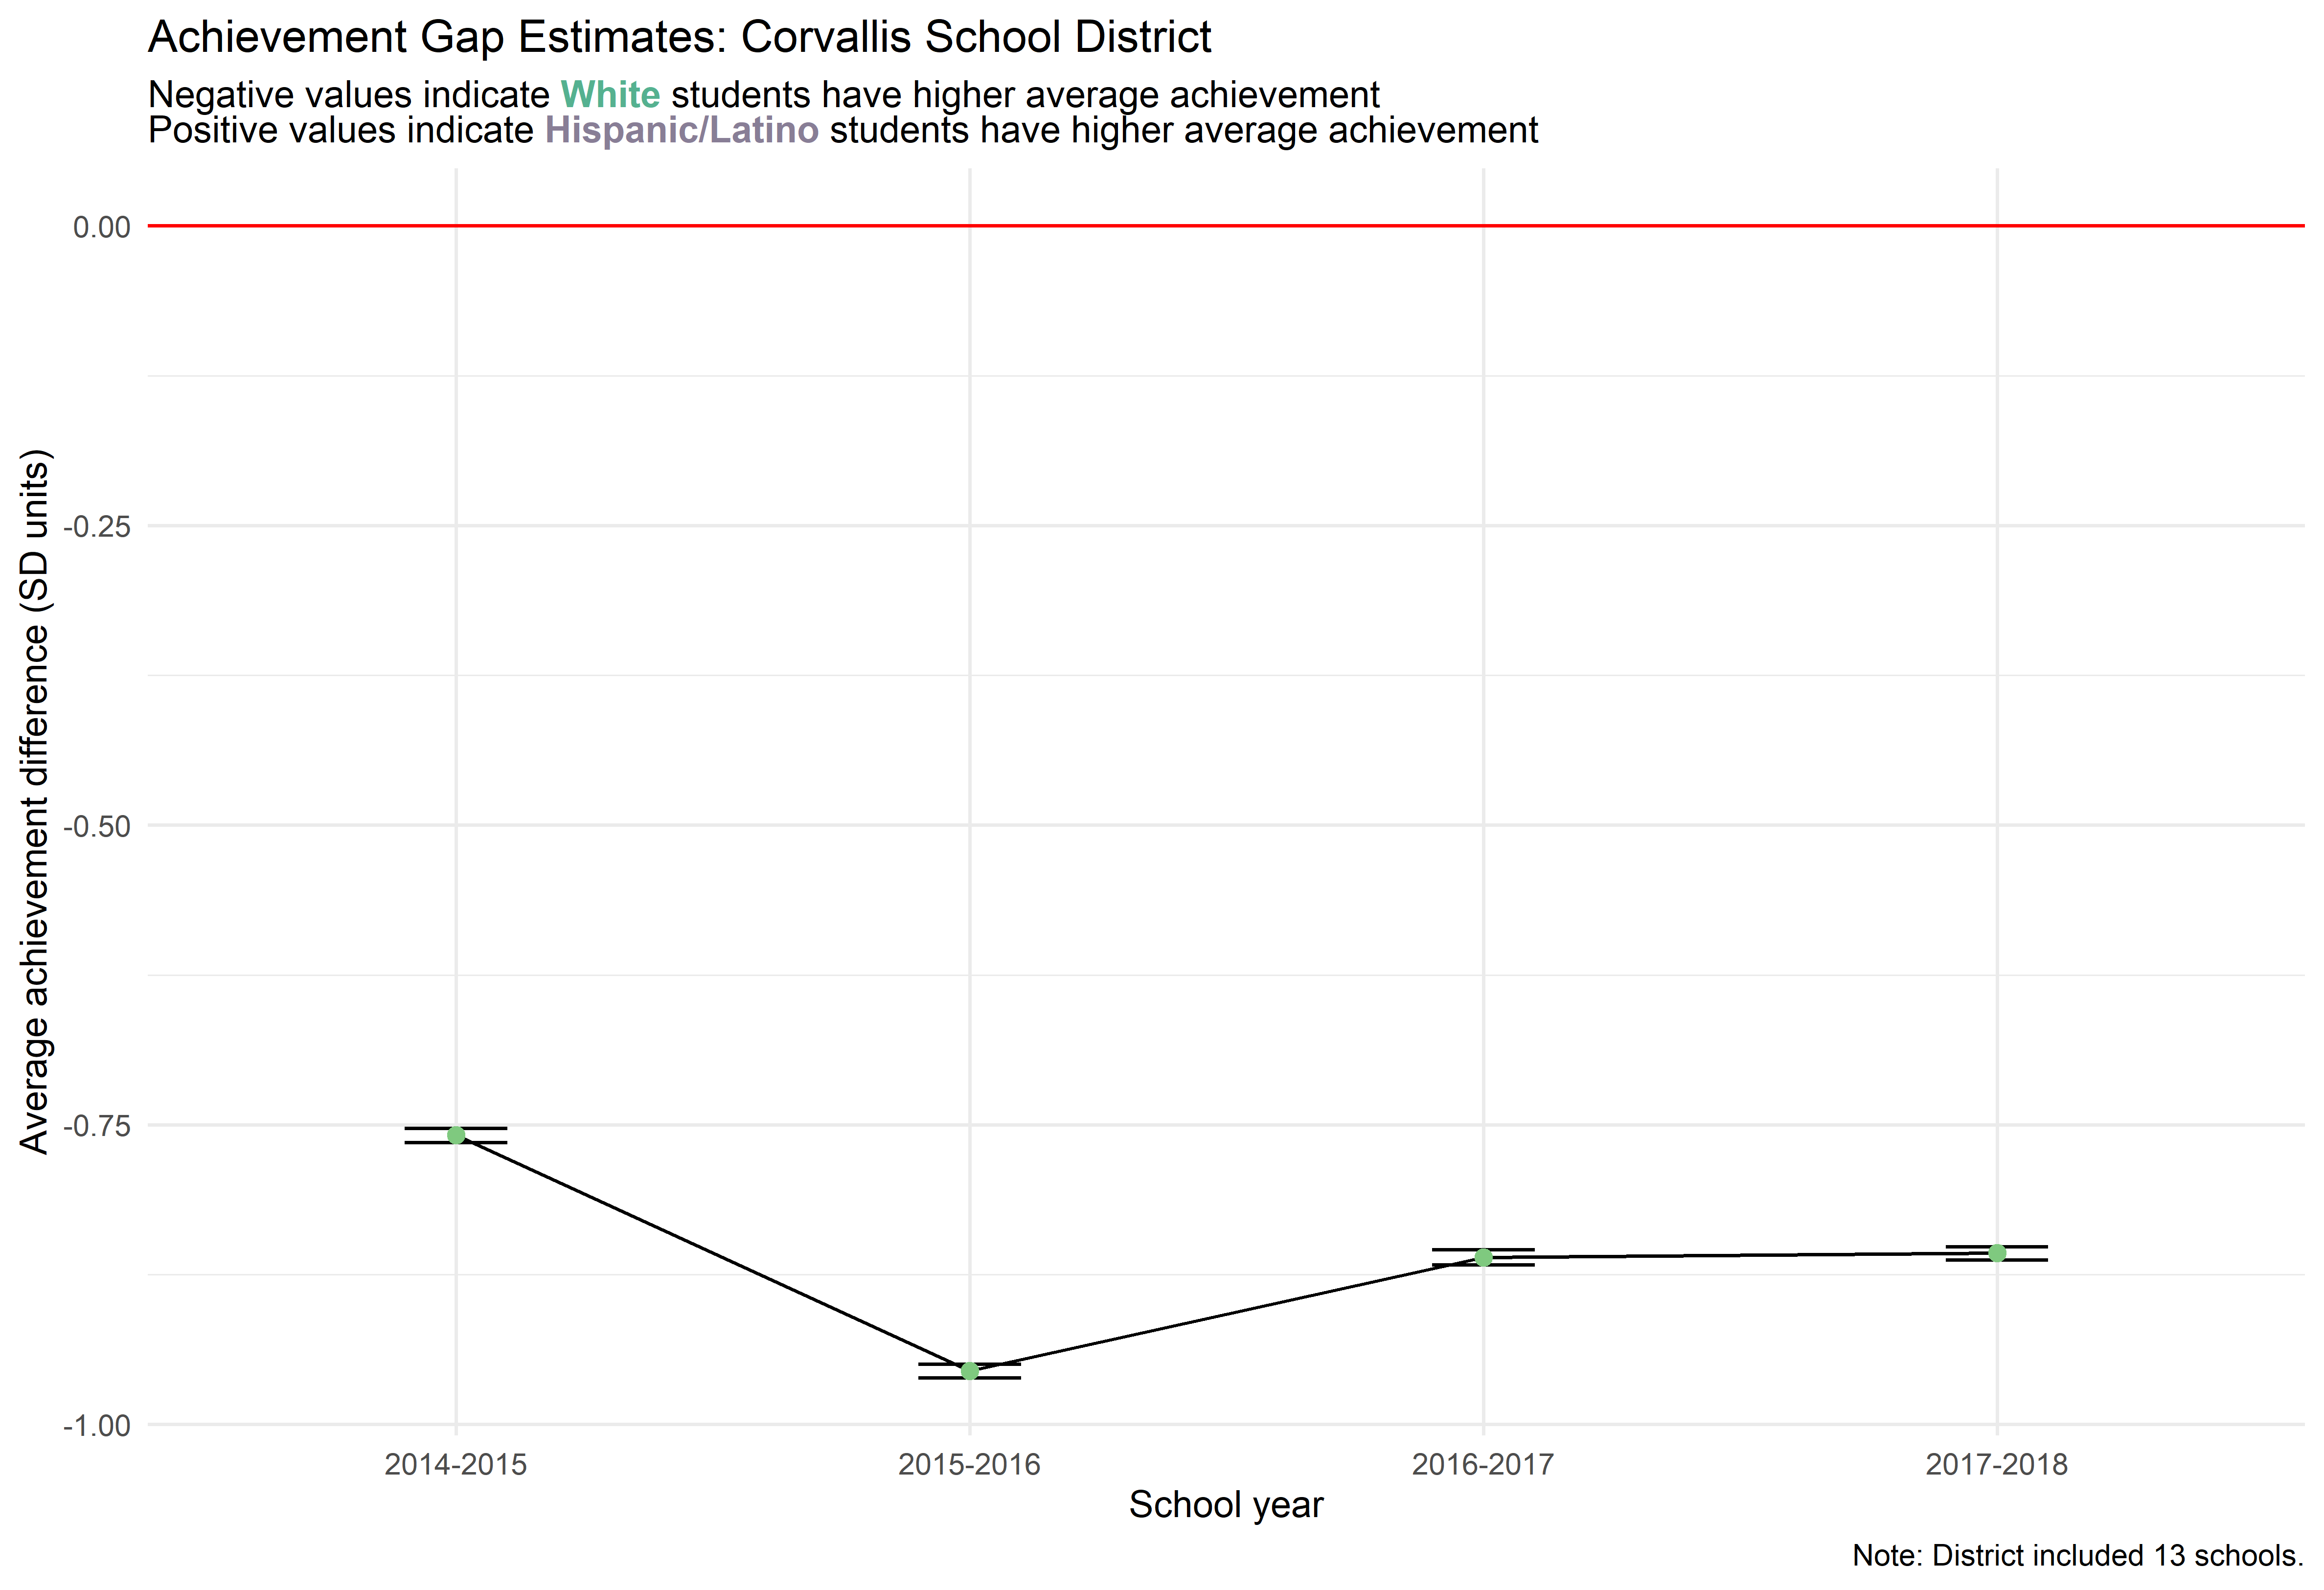 Achievement Gap Estimates: Corvallis School District
Negative values indicate White students have higher average achievement
Positive values indicate Hispanic/Latino students have higher average achievement
Average achievement difference (SD units)
0.00
-0.25
-0.50
-0.75
-1.00
2014-2015
2015-2016
2016-2017
2017-2018
School year
Note: District included 13 schools.